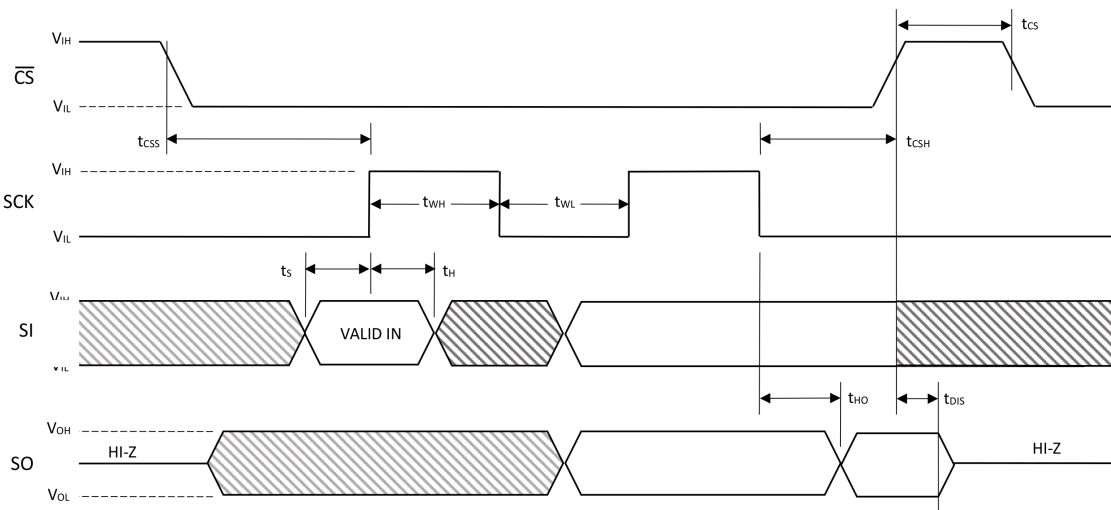 tCS
VIH
CS
VIL
tCSS
tCSH
VIH
SCK
tWH
tWL
VIL
tS
tH
SI
VALID IN
tHO
tDIS
VOH
HI-Z
HI-Z
SO
VOL